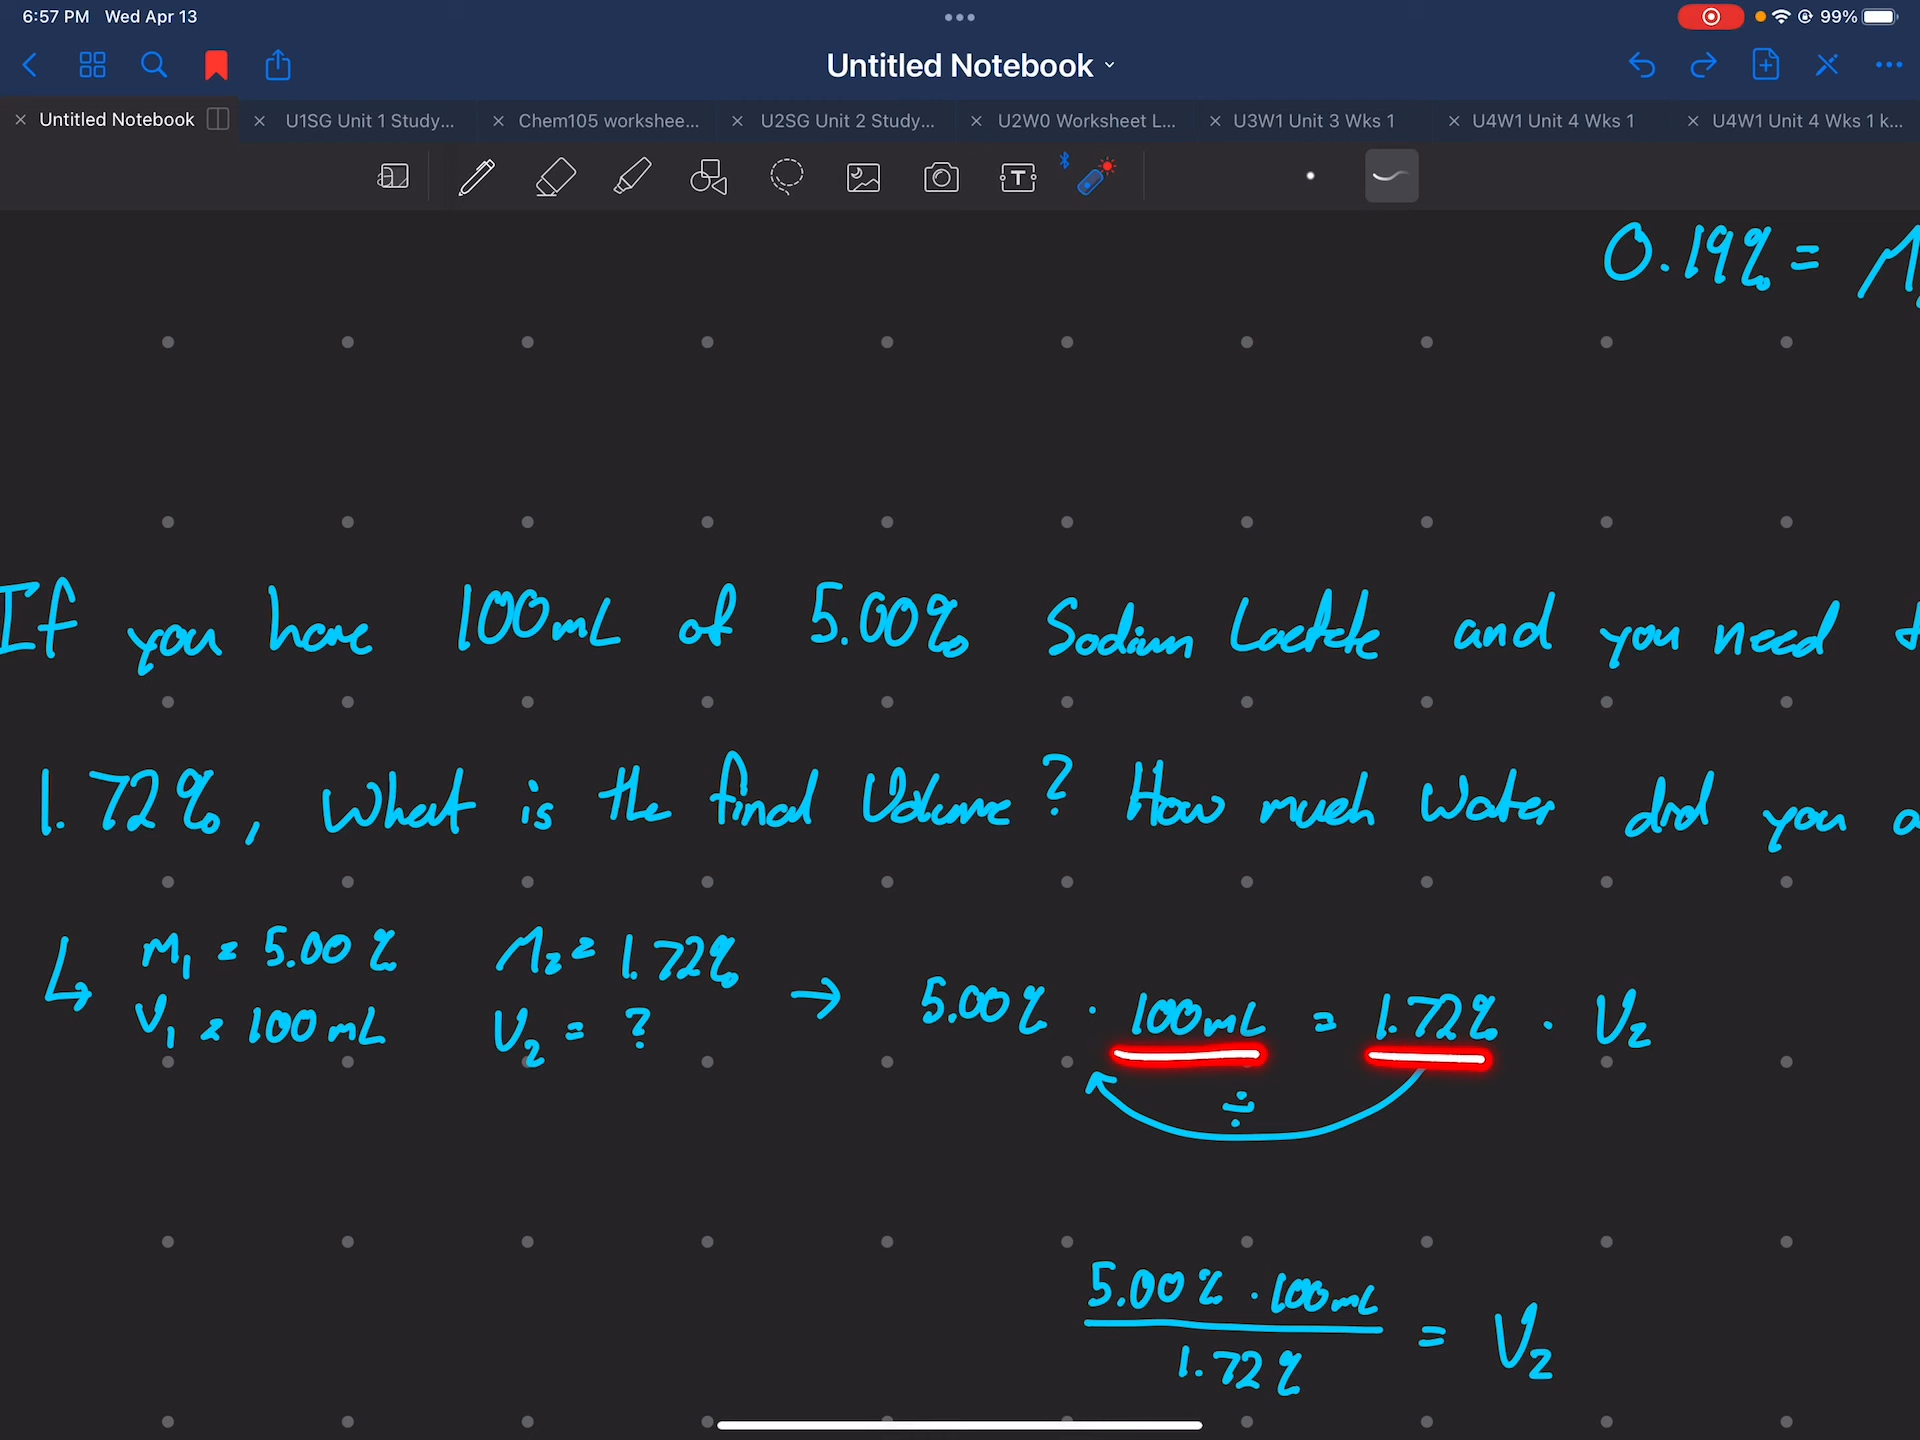 6:57 PM Wed Apr 13
99%
Untitled Notebook
Untitled Notebook
U1SG Unit 1 Study...
Chem105 workshee...
U2SG Unit 2 Study...
U2W0 Worksheet L...
U3W1 Unit 3 Wks 1
U4W1 Unit 4 Wks 1
U4W1 Unit 4 Wks 1 k...
0.19% = M
If you have 100mL of 5.00% Sodium Lactate and you need t
1.72%, What is the final Volume? How much Water did you a
↳ M₁ = 5.00% M₂ = 1.72%
V₁ = 100 mL V₂ = ?
→ 5.00% · 100mL = 1.72% · V₂
÷
5.00% · 100mL
1.72%
= V₂